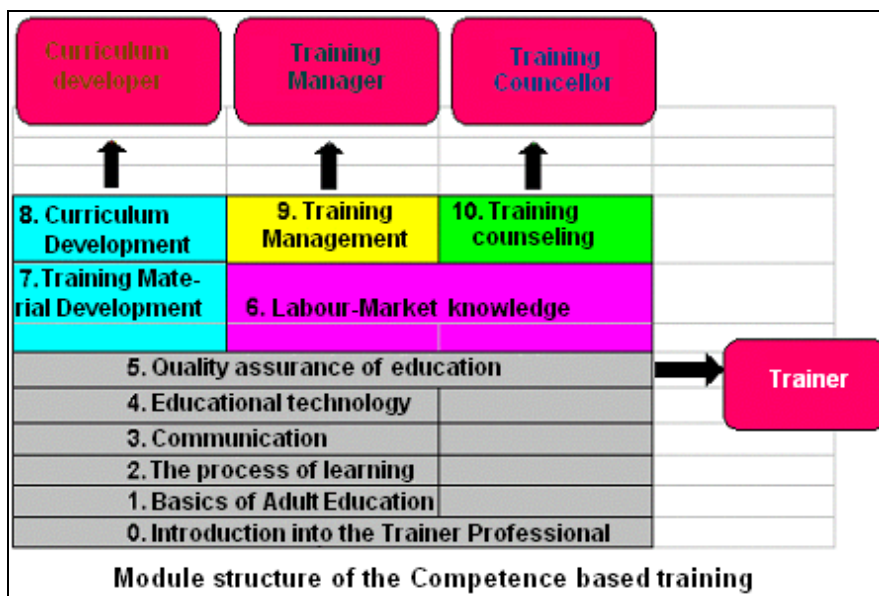 Curriculum
developer
Training
Manager
Training
Councellor
8. Curriculum
Development
9. Training
Management
10. Training
counseling
7. Training Mate-
rial Development
6. Labour-Market knowledge
5. Quality assurance of education
Trainer
4. Educational technology
3. Communication
2. The process of learning
1. Basics of Adult Education
0. Introduction into the Trainer Professional
Module structure of the Competence based training